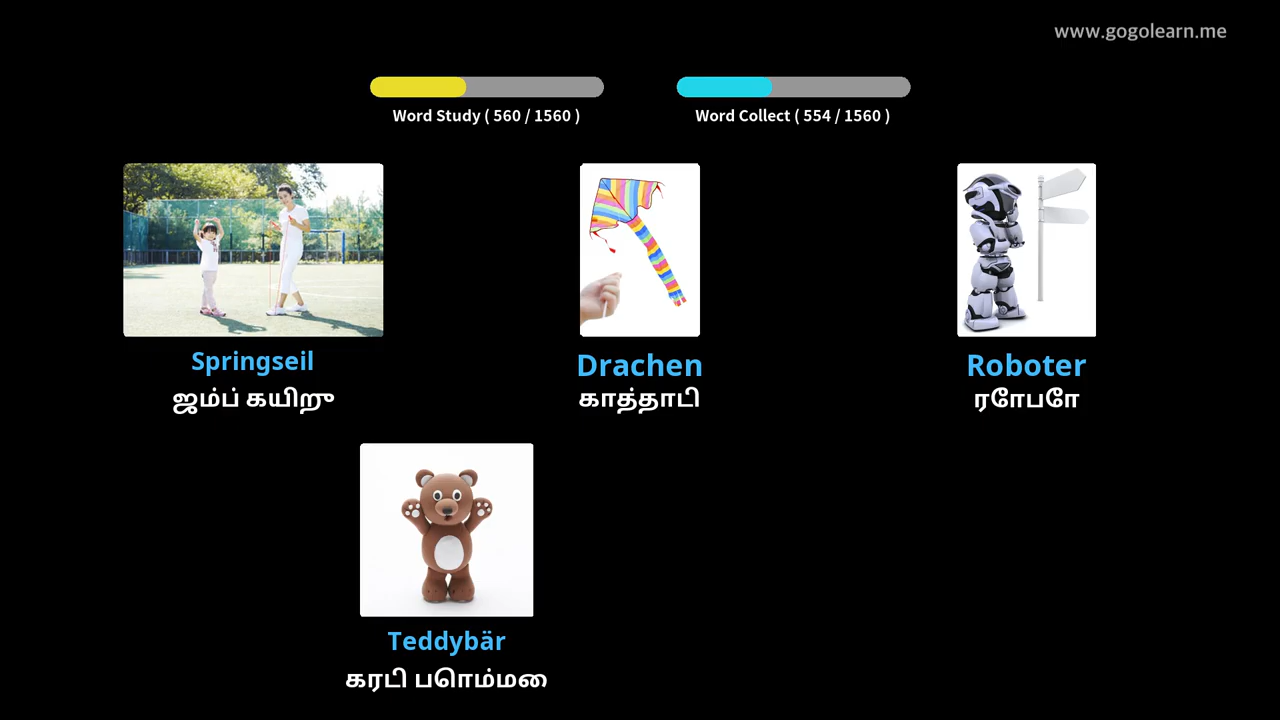 www.gogolearn.me
Word Study ( 560 / 1560 )
Word Collect ( 554 / 1560 )
Springseil
ஜம்ப் கயிறு
Drachen
காத்தாடி
Roboter
ரோபோ
Teddybär
கரடி பொம்மை